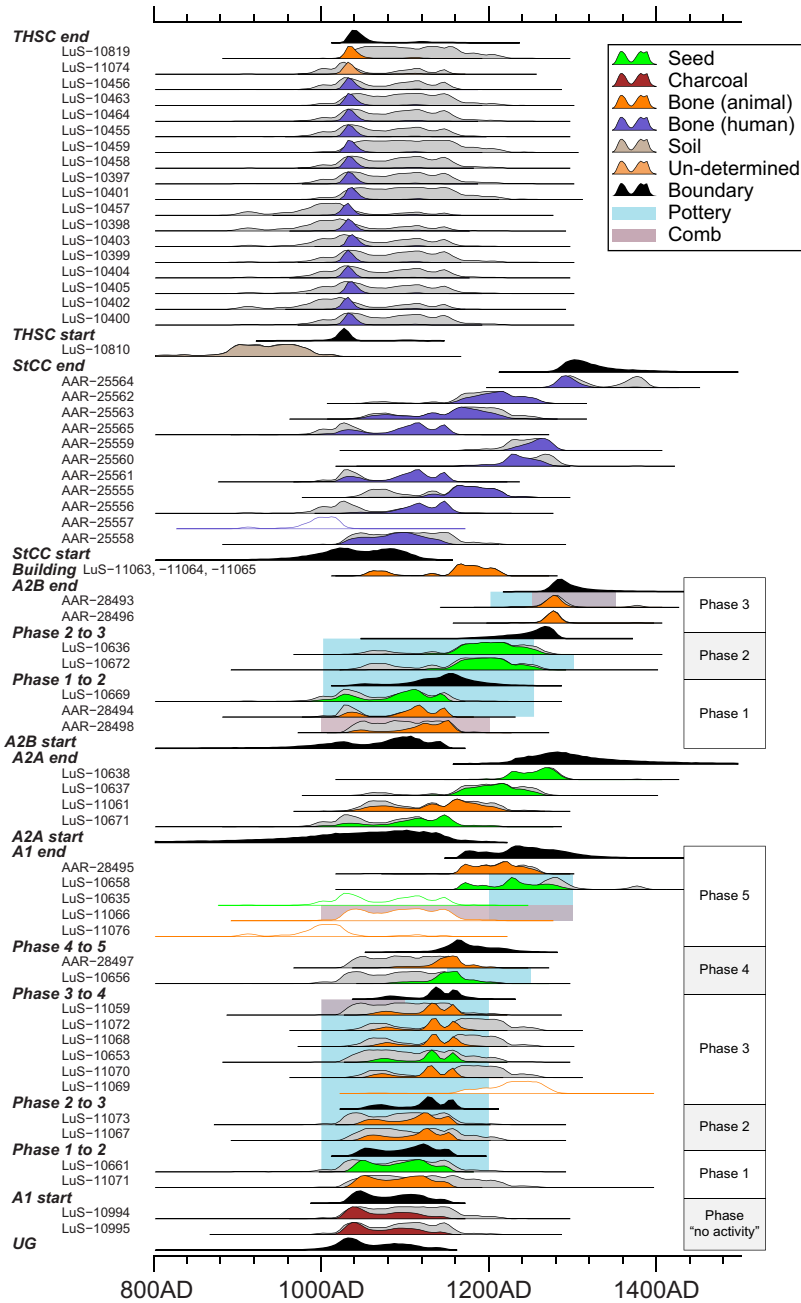 THSC end
LuS-10819
LuS-11074
LuS-10456
LuS-10463
LuS-10464
LuS-10455
LuS-10459
LuS-10458
LuS-10397
LuS-10401
LuS-10457
LuS-10398
LuS-10403
LuS-10399
LuS-10404
LuS-10405
LuS-10402
LuS-10400
THSC start
LuS-10810
StCC end
AAR-25564
AAR-25562
AAR-25563
AAR-25565
AAR-25559
AAR-25560
AAR-25561
AAR-25555
AAR-25556
AAR-25557
AAR-25558
StCC start
Building LuS-11063, -11064, -11065
A2B end
AAR-28493
AAR-28496
Phase 2 to 3
LuS-10636
LuS-10672
Phase 1 to 2
LuS-10669
AAR-28494
AAR-28498
A2B start
A2A end
LuS-10638
LuS-10637
LuS-11061
LuS-10671
A2A start
A1 end
AAR-28495
LuS-10658
LuS-10635
LuS-11066
LuS-11076
Phase 4 to 5
AAR-28497
LuS-10656
Phase 3 to 4
LuS-11059
LuS-11072
LuS-11068
LuS-10653
LuS-11070
LuS-11069
Phase 2 to 3
LuS-11073
LuS-11067
Phase 1 to 2
LuS-10661
LuS-11071
A1 start
LuS-10994
LuS-10995
UG
Seed
Charcoal
Bone (animal)
Bone (human)
Soil
Un-determined
Boundary
Pottery
Comb
Phase 3
Phase 2
Phase 1
Phase 5
Phase 4
Phase 3
Phase 2
Phase 1
Phase
“no activity”
800AD
1000AD
1200AD
1400AD